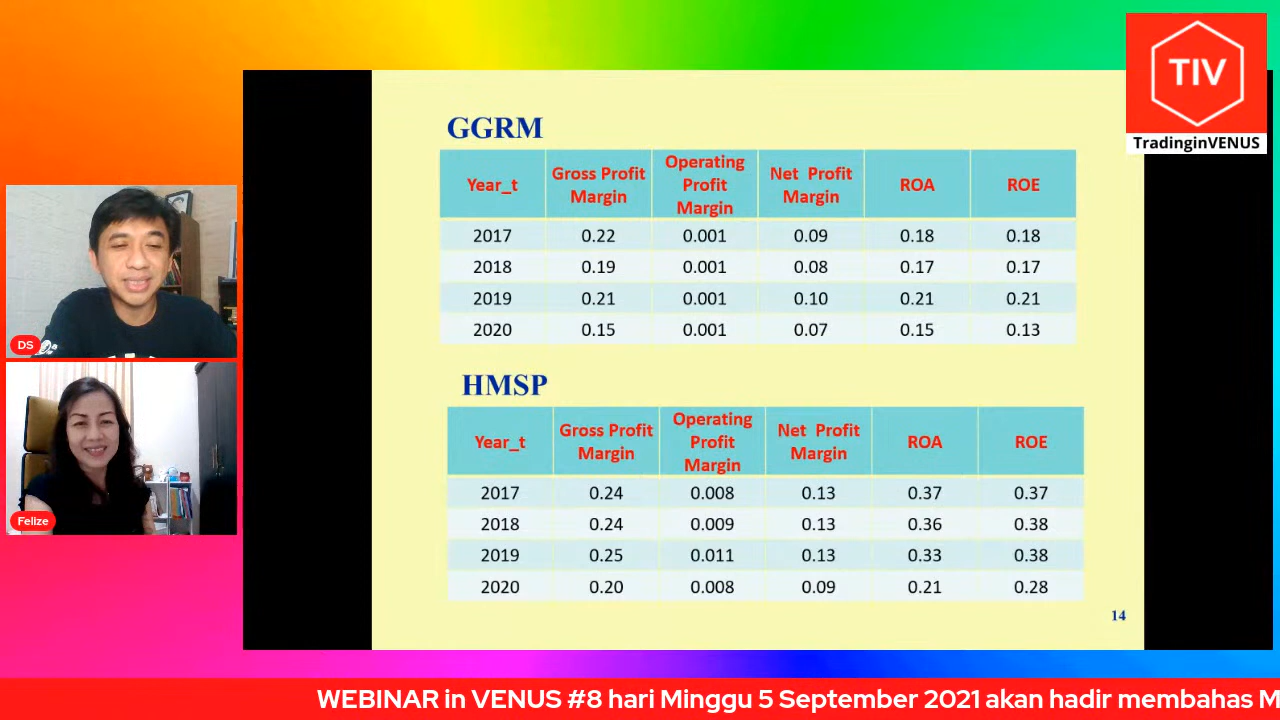 TIV
TradinginVENUS
GGRM
Year_t Gross Profit Margin Operating Profit Margin Net Profit Margin ROA ROE
2017 0.22 0.001 0.09 0.18 0.18
2018 0.19 0.001 0.08 0.17 0.17
2019 0.21 0.001 0.10 0.21 0.21
2020 0.15 0.001 0.07 0.15 0.13
HMSP
Year_t Gross Profit Margin Operating Profit Margin Net Profit Margin ROA ROE
2017 0.24 0.008 0.13 0.37 0.37
2018 0.24 0.009 0.13 0.36 0.38
2019 0.25 0.011 0.13 0.33 0.38
2020 0.20 0.008 0.09 0.21 0.28
14
DS
Felize
WEBINAR in VENUS #8 hari Minggu 5 September 2021 akan hadir membahas M